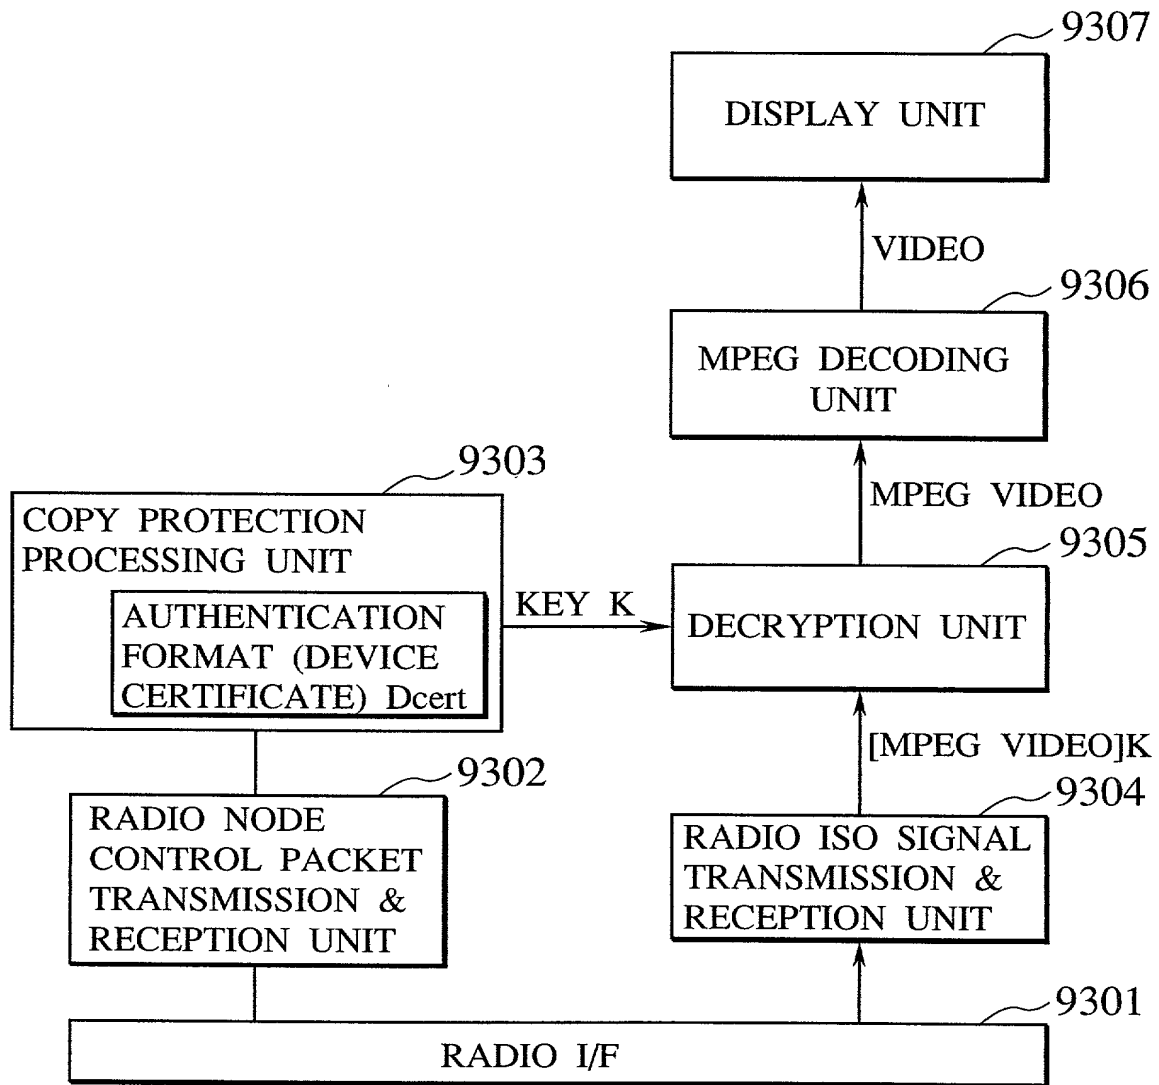 9307
DISPLAY UNIT
VIDEO
9306
MPEG DECODING
UNIT
MPEG VIDEO
9303
COPY PROTECTION
PROCESSING UNIT
AUTHENTICATION
FORMAT (DEVICE
CERTIFICATE) Dcert
KEY K
9305
DECRYPTION UNIT
[MPEG VIDEO]K
9302
RADIO NODE
CONTROL PACKET
TRANSMISSION &
RECEPTION UNIT
9304
RADIO ISO SIGNAL
TRANSMISSION &
RECEPTION UNIT
9301
RADIO I/F